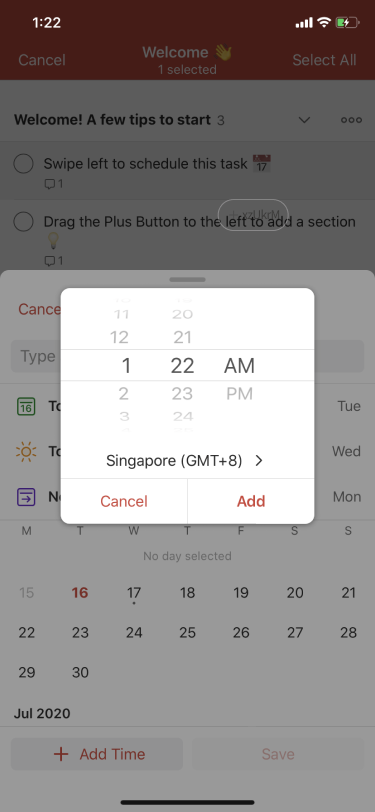 1:22
Cancel
Welcome 👋
Select All
1 selected
Welcome! A few tips to start 3
Swipe left to schedule this task 📅
1
Drag the Plus Button to the left to add a section
💡
1
Cance
Type
11 20
12 21
1 22 AM
2 23 PM
3 24
Singapore (GMT+8)
Cancel
Add
16 To
Tue
To
Wed
Ne
Mon
M T W T F S S
No day selected
15 16 17 18 19 20 21
22 23 24 25 26 27 28
29 30
Jul 2020
+ Add Time
Save